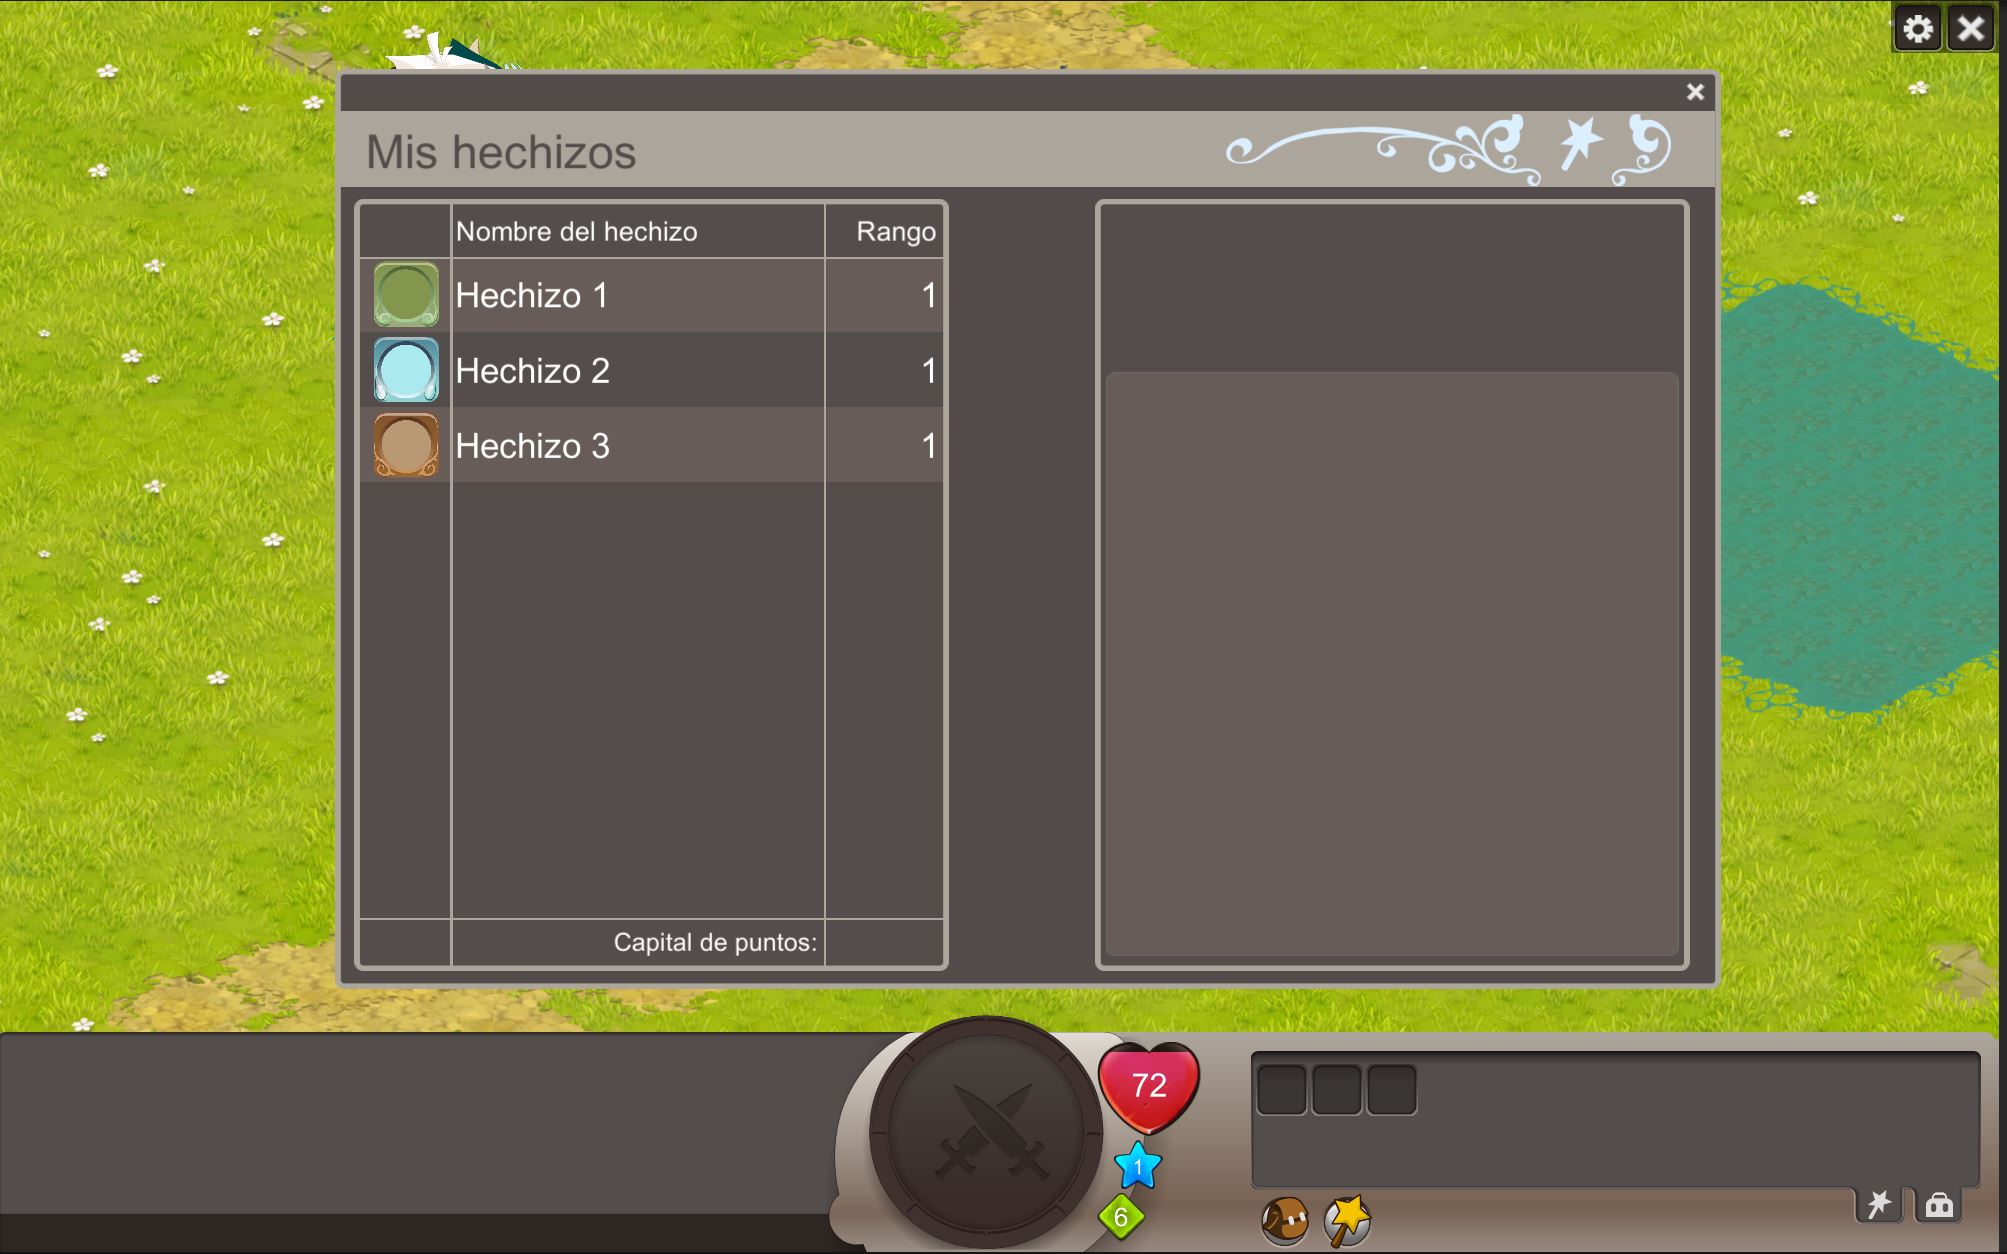 Mis hechizos
Nombre del hechizo Rango
Hechizo 1 1
Hechizo 2 1
Hechizo 3 1
Capital de puntos:
72
1
6